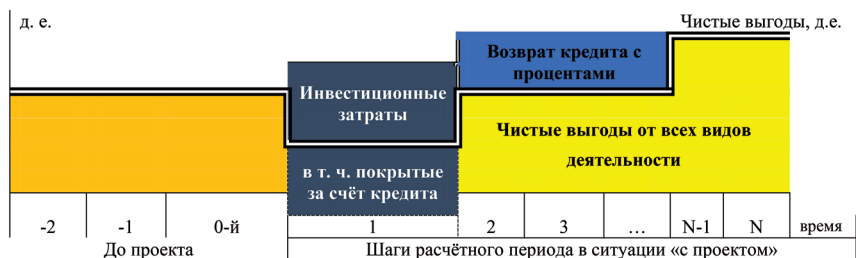 д. е.
Чистые выгоды, д.е.
Возврат кредита с
процентами
Инвестиционные
затраты
Чистые выгоды от всех видов
деятельности
в т. ч. покрытые
за счёт кредита
-2 -1 0-й 1 2 3 ... N-1 N время
До проекта Шаги расчётного периода в ситуации «с проектом»